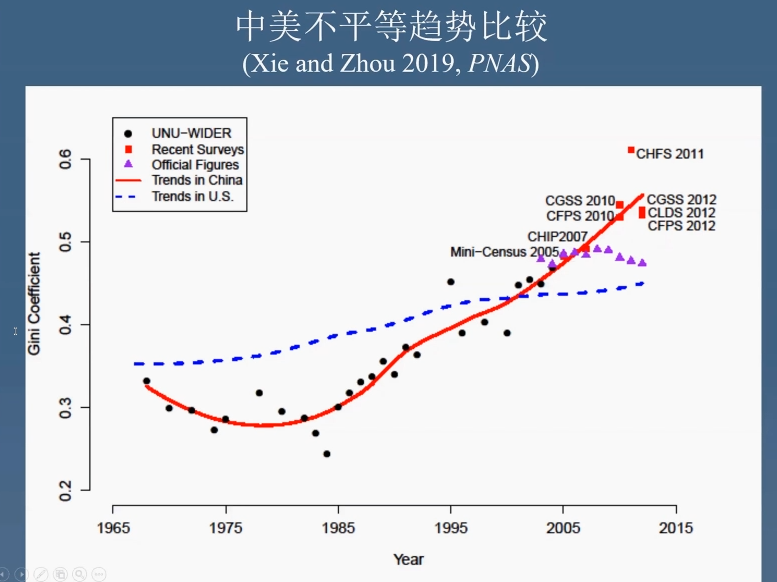 中美不平等趋势比较
(Xie and Zhou 2019, PNAS)
UNU−WIDER
Recent Surveys
Official Figures
Trends in China
Trends in U.S.
CHFS 2011
CGSS 2010
CGSS 2012
CFPS 2010
CLDS 2012
CFPS 2012
CHIP2007
Mini-Census 2005
Gini Coefficient
0.6
0.5
0.4
0.3
0.2
1965 1975 1985 1995 2005 2015
Year